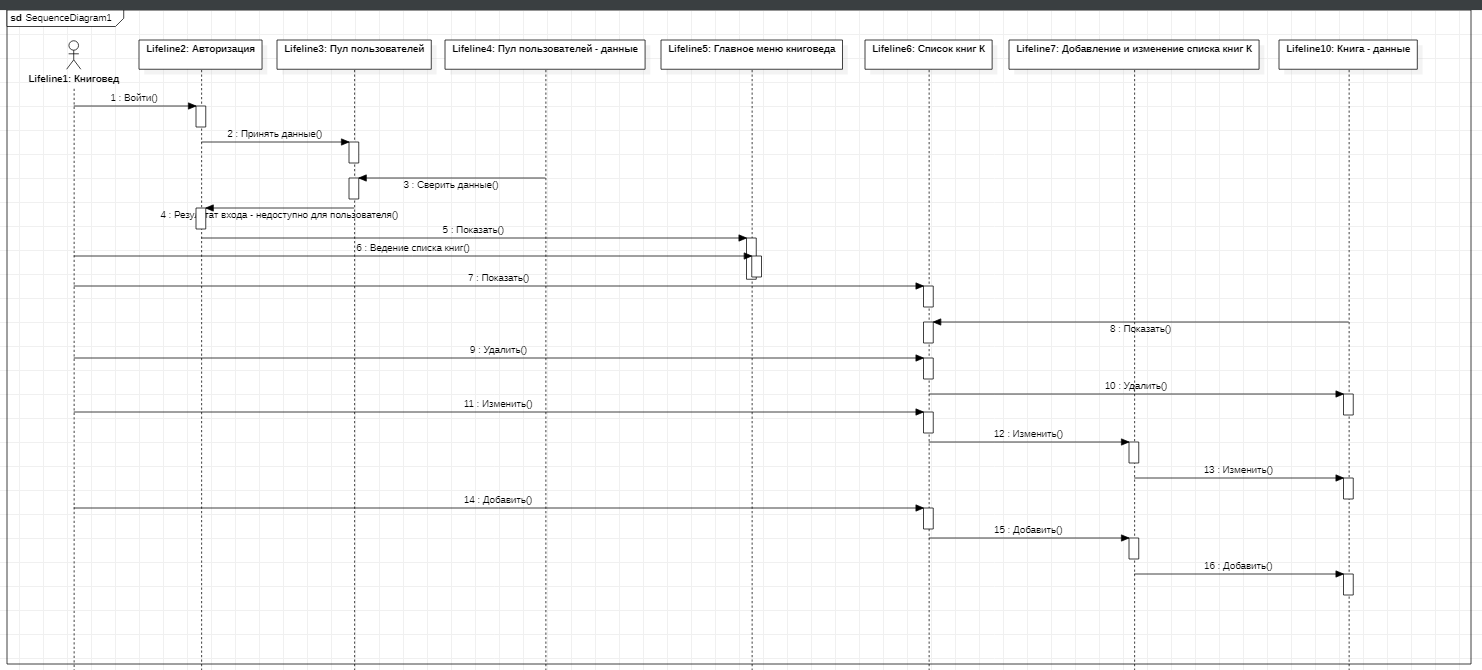 sd SequenceDiagram1
Lifeline1: Книговед
Lifeline2: Авторизация
Lifeline3: Пул пользователей
Lifeline4: Пул пользователей - данные
Lifeline5: Главное меню книговеда
Lifeline6: Список книг К
Lifeline7: Добавление и изменение списка книг К
Lifeline10: Книга - данные
1 : Войти()
2 : Принять данные()
3 : Сверить данные()
4 : Резу тат входа - недоступно для пользователя()
5 : Показать()
6 : Ведение списка книг()
7 : Показать()
8 : Показать()
9 : Удалить()
10 : Удалить()
11 : Изменить()
12 : Изменить()
13 : Изменить()
14 : Добавить()
15 : Добавить()
16 : Добавить()